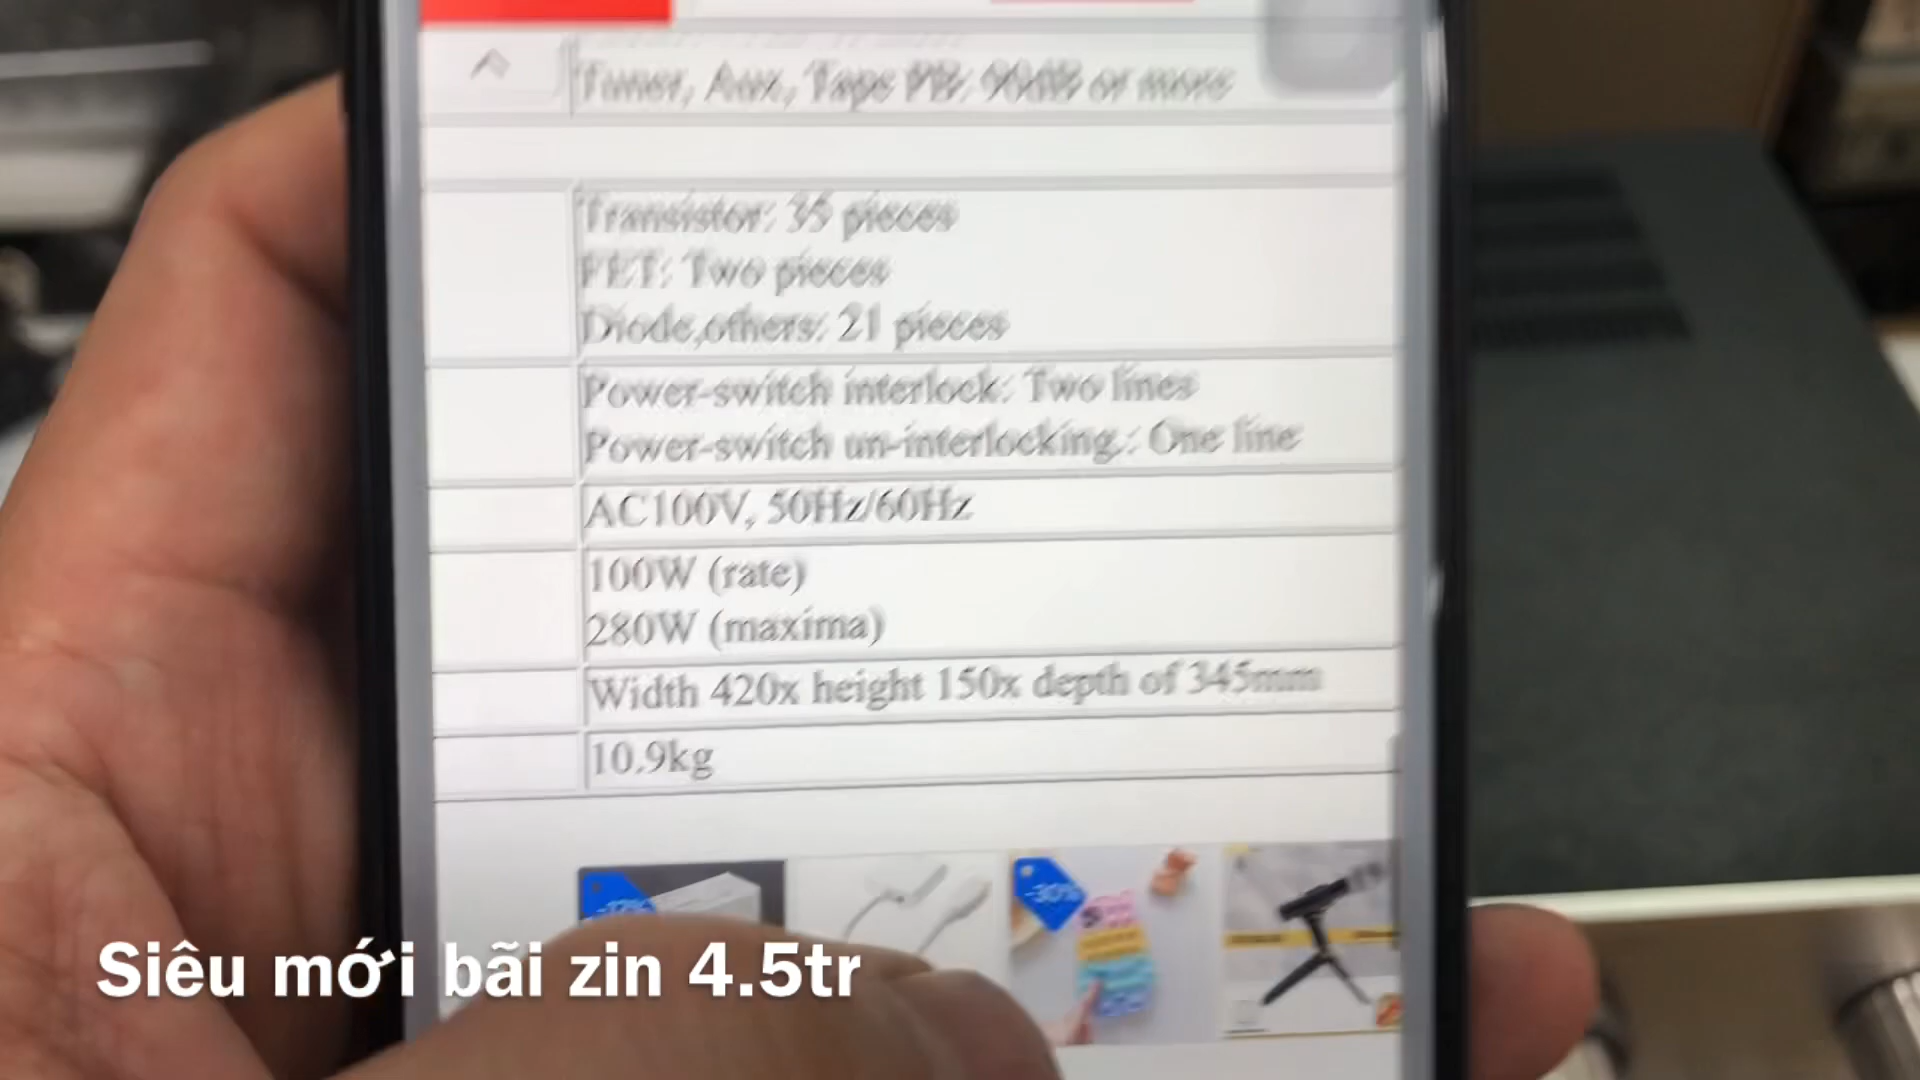 Tuner, Aux, Tape PB: 90dB or more
Transistor: 35 pieces
FET: Two pieces
Diode,others: 21 pieces
Power-switch interlock: Two lines
Power-switch un-interlocking.: One line
AC100V, 50Hz/60Hz
100W (rate)
280W (maxima)
Width 420x height 150x depth of 345mm
10.9kg
-30%
Siêu mới bãi zin 4.5tr